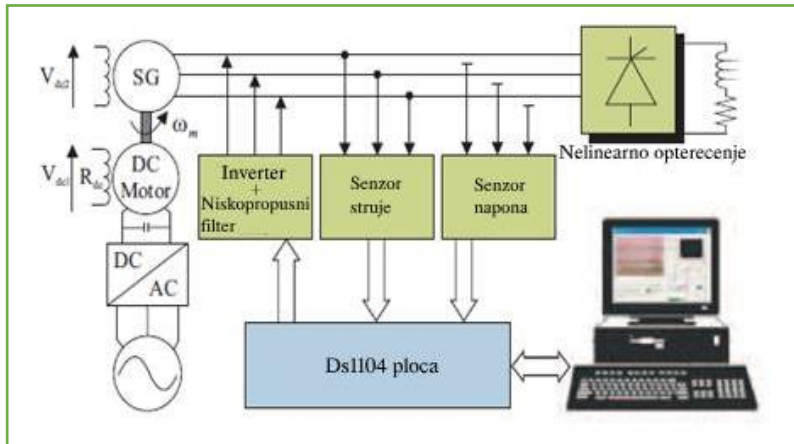 V_dc2
SG
ω_m
V_dc1
R_dc
DC
Motor
DC
AC
Inverter
+
Niskopropusni
filter
Senzor
struje
Senzor
napona
Nelinearno opterecenje
Ds1104 ploca